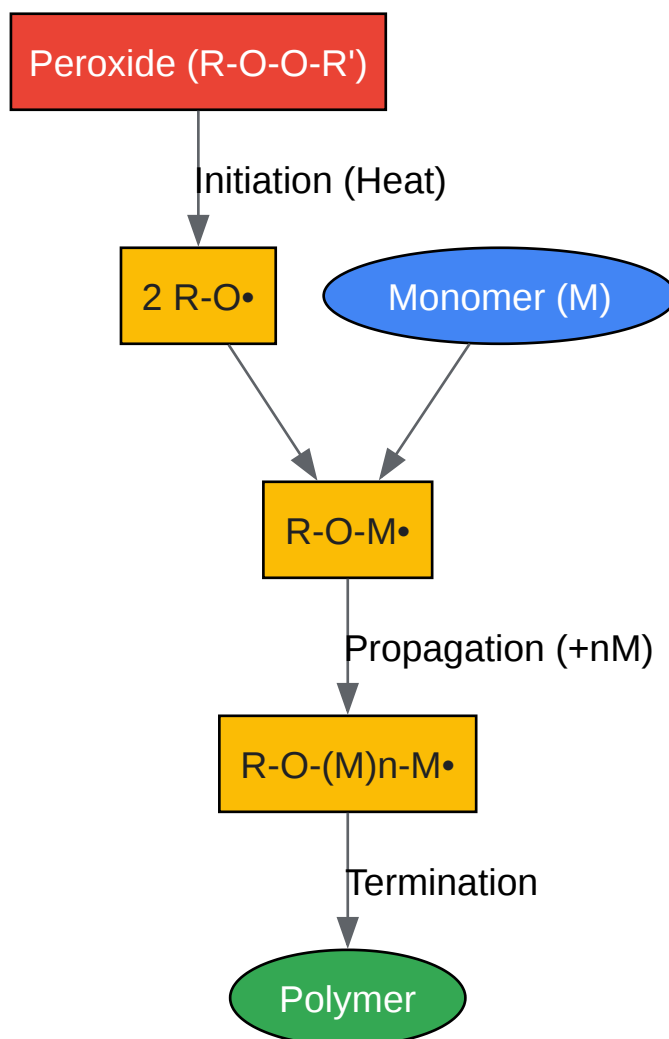 Peroxide (R-O-O-R')
Initiation (Heat)
2 R-O•
Monomer (M)
R-O-M•
Propagation (+nM)
R-O-(M)n-M•
Termination
Polymer